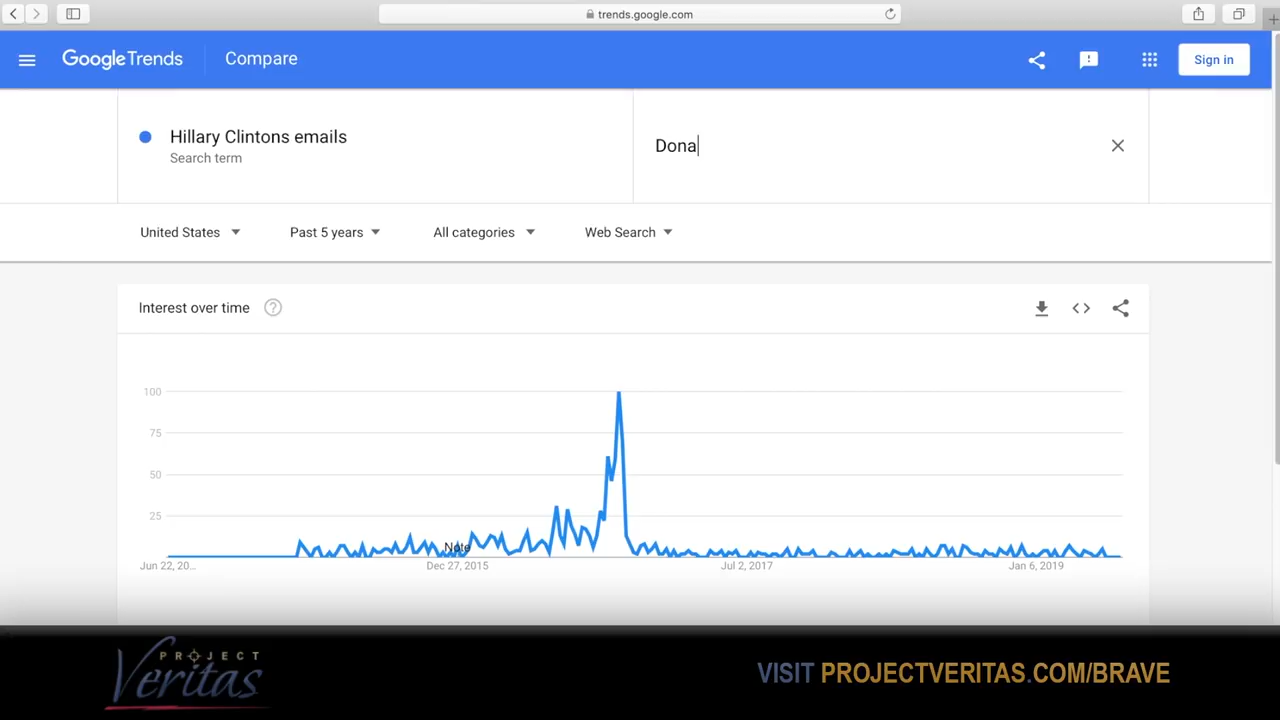 trends.google.com
Google Trends
Compare
Sign in
Hillary Clintons emails
Search term
Dona
United States
Past 5 years
All categories
Web Search
Interest over time
100
75
50
25
Note
Jun 22, 20...
Dec 27, 2015
Jul 2, 2017
Jan 6, 2019
PROJECT
Veritas
VISIT PROJECTVERITAS.COM/BRAVE